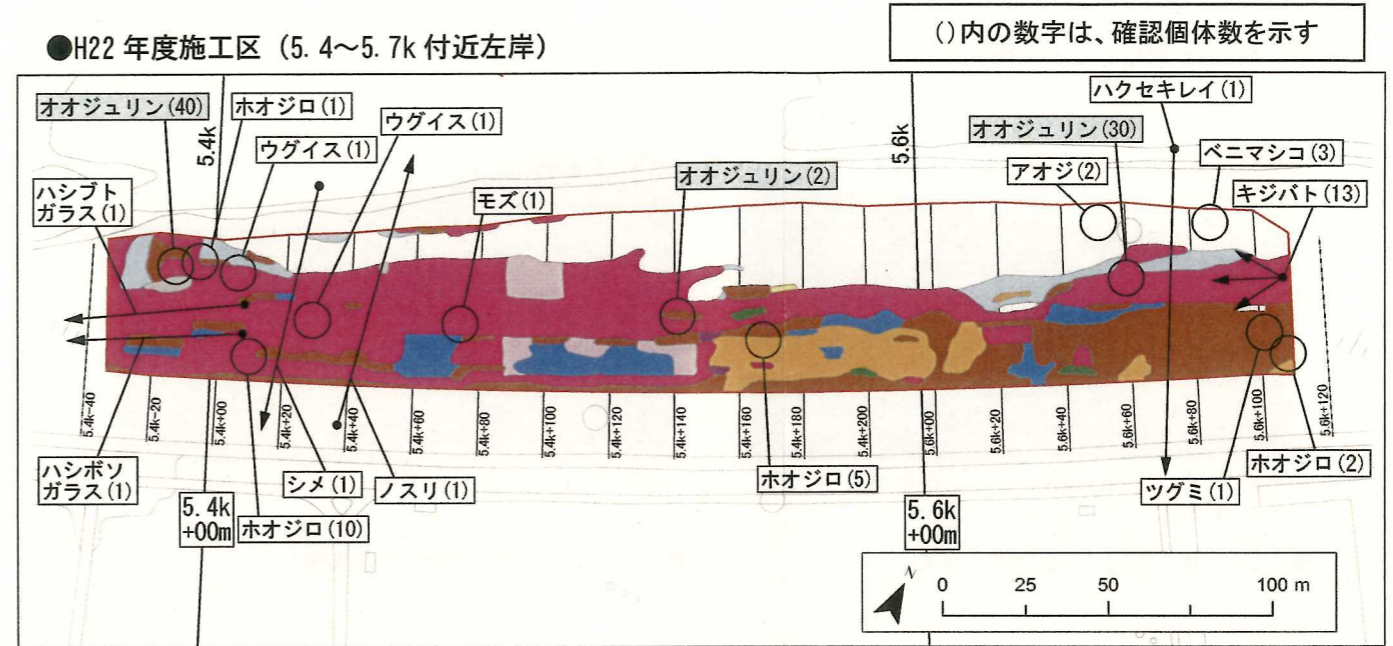 ●H22 年度施工区 (5.4～5.7k 付近左岸)
()内の数字は、確認個体数を示す
オオジュリン(40)
ホオジロ(1)
5.4k
ウグイス(1)
ウグイス(1)
ハシブト
ガラス(1)
モズ(1)
オオジュリン(2)
5.6k
ハクセキレイ(1)
オオジュリン(30)
アオジ(2)
ベニマシコ(3)
キジバト(13)
5.4k-40
5.4k-20
5.4k+00
5.4k+20
5.4k+40
5.4k+60
5.4k+80
5.4k+100
5.4k+120
5.4k+140
5.4k+160
5.4k+180
5.4k+200
5.6k+00
5.6k+20
5.6k+40
5.6k+60
5.6k+80
5.6k+100
5.6k+120
ハシボソ
ガラス(1)
シメ(1)
ノスリ(1)
ホオジロ(5)
ツグミ(1)
ホオジロ(2)
5.4k
+00m
ホオジロ(10)
5.6k
+00m
N
0 25 50 100 m